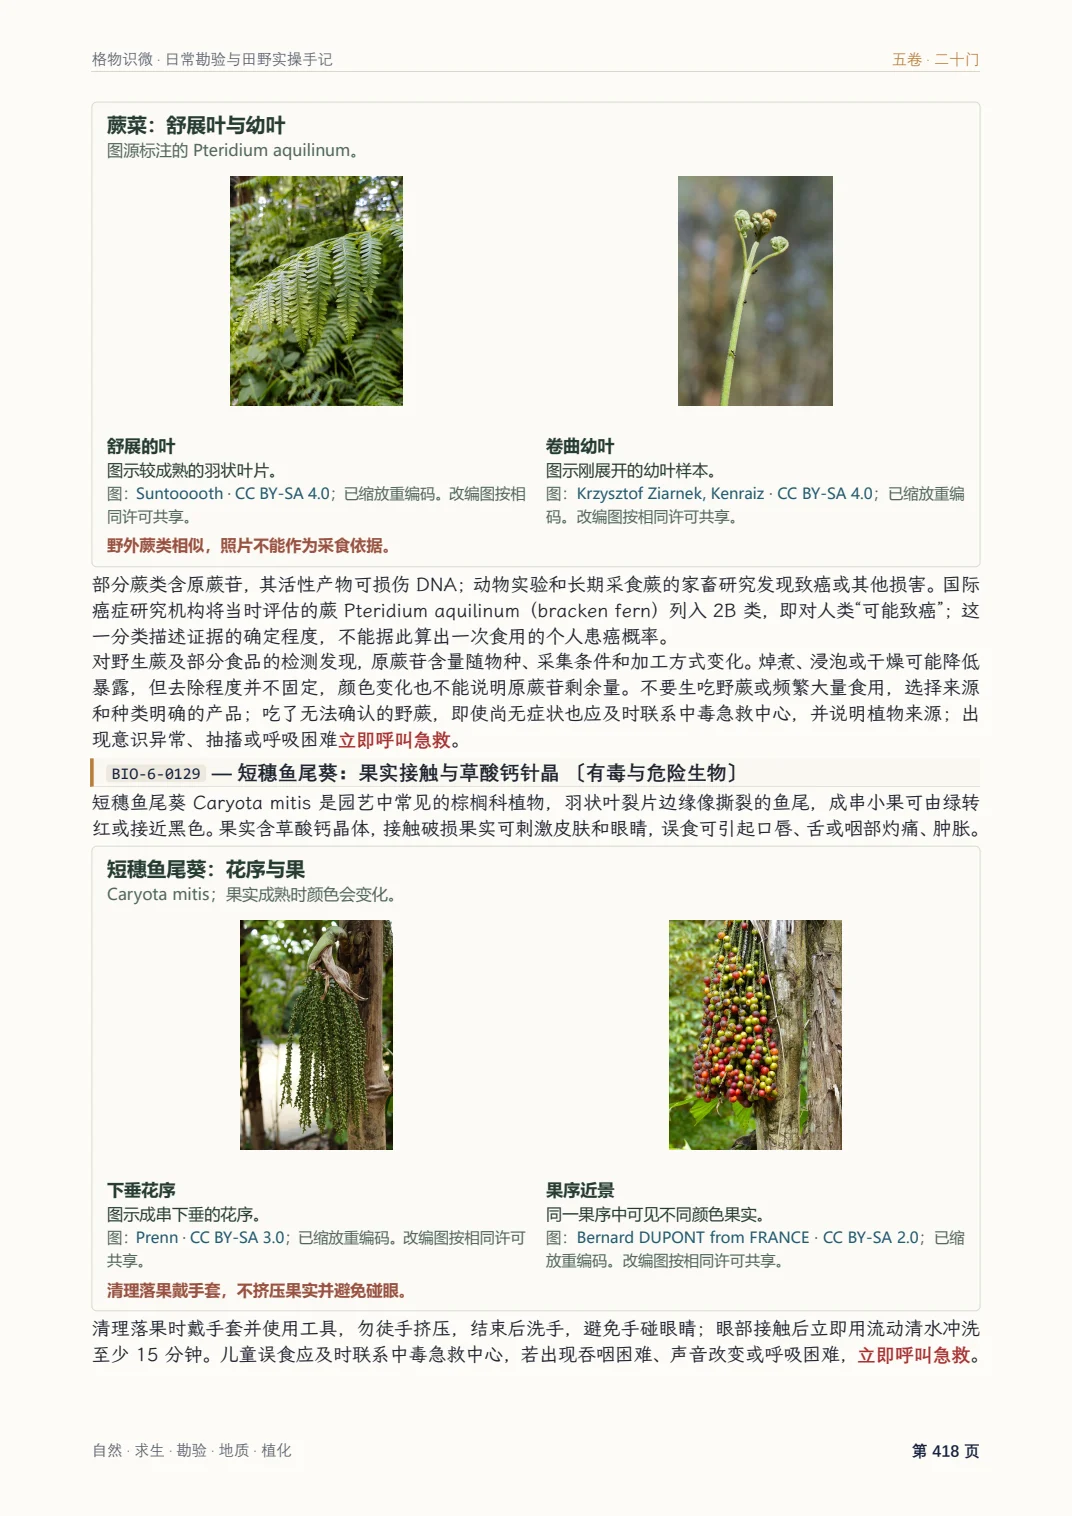 格物识微 · 日常勘验与田野实操手记
五卷 · 二十门
蕨菜：舒展叶与幼叶
图源标注的 Pteridium aquilinum。
舒展的叶
图示较成熟的羽状叶片。
图：Suntooooth · CC BY-SA 4.0；已缩放重编码。改编图按相
同许可共享。
卷曲幼叶
图示刚展开的幼叶样本。
图：Krzysztof Ziarnek, Kenraiz · CC BY-SA 4.0；已缩放重编
码。改编图按相同许可共享。
野外蕨类相似，照片不能作为采食依据。
部分蕨类含原蕨苷，其活性产物可损伤 DNA；动物实验和长期采食蕨的家畜研究发现致癌或其他损害。国际
癌症研究机构将当时评估的蕨 Pteridium aquilinum（bracken fern）列入 2B 类，即对人类“可能致癌”；这
一分类描述证据的确定程度，不能据此算出一次食用的个人患癌概率。
对野生蕨及部分食品的检测发现，原蕨苷含量随物种、采集条件和加工方式变化。焯煮、浸泡或干燥可能降低
暴露，但去除程度并不固定，颜色变化也不能说明原蕨苷剩余量。不要生吃野蕨或频繁大量食用，选择来源
和种类明确的产品；吃了无法确认的野蕨，即使尚无症状也应及时联系中毒急救中心，并说明植物来源；出
现意识异常、抽搐或呼吸困难立即呼叫急救。
BIO-6-0129 — 短穗鱼尾葵：果实接触与草酸钙针晶 〔有毒与危险生物〕
短穗鱼尾葵 Caryota mitis 是园艺中常见的棕榈科植物，羽状叶裂片边缘像撕裂的鱼尾，成串小果可由绿转
红或接近黑色。果实含草酸钙晶体，接触破损果实可刺激皮肤和眼睛，误食可引起口唇、舌或咽部灼痛、肿胀。
短穗鱼尾葵：花序与果
Caryota mitis；果实成熟时颜色会变化。
下垂花序
图示成串下垂的花序。
图：Prenn · CC BY-SA 3.0；已缩放重编码。改编图按相同许可
共享。
果序近景
同一果序中可见不同颜色果实。
图：Bernard DUPONT from FRANCE · CC BY-SA 2.0；已缩
放重编码。改编图按相同许可共享。
清理落果戴手套，不挤压果实并避免碰眼。
清理落果时戴手套并使用工具，勿徒手挤压，结束后洗手，避免手碰眼睛；眼部接触后立即用流动清水冲洗
至少 15 分钟。儿童误食应及时联系中毒急救中心，若出现吞咽困难、声音改变或呼吸困难，立即呼叫急救。
自然 · 求生 · 勘验 · 地质 · 植化
第 418 页